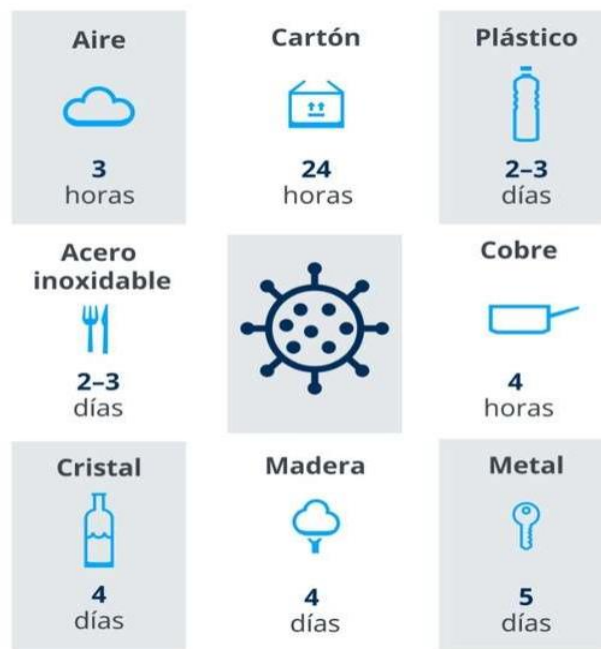 Aire
3
horas
Cartón
24
horas
Plástico
2–3
días
Acero
inoxidable
2–3
días
Cobre
4
horas
Cristal
4
días
Madera
4
días
Metal
5
días